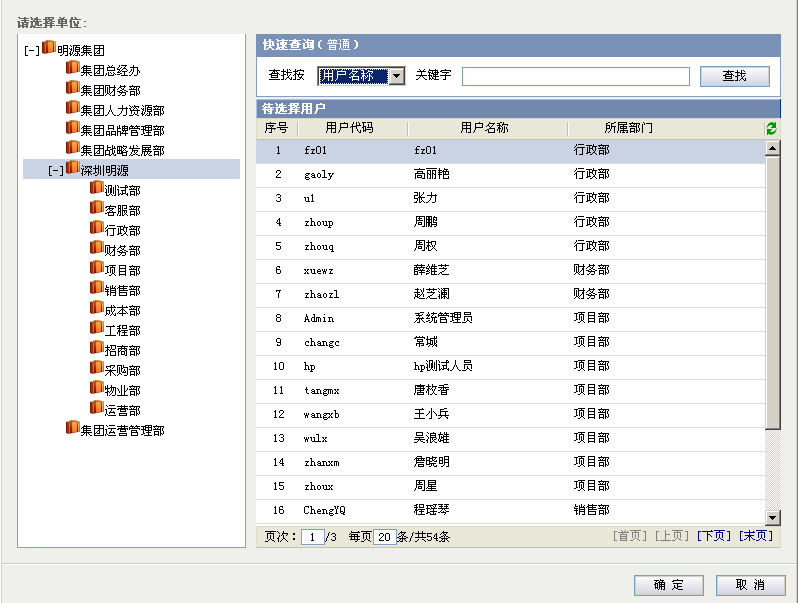 请选择单位:
[-]明源集团
集团总经办
集团财务部
集团人力资源部
集团品牌管理部
集团战略发展部
[-]深圳明源
测试部
客服部
行政部
财务部
项目部
销售部
成本部
工程部
招商部
采购部
物业部
运营部
集团运营管理部
快速查询(普通)
查找按 用户名称 关键字 查找
待选择用户
序号 用户代码 用户名称 所属部门
1 fz01 fz01 行政部
2 gaoly 高丽艳 行政部
3 ul 张力 行政部
4 zhoup 周鹏 行政部
5 zhouq 周权 行政部
6 xuewz 薛维芝 财务部
7 zhaozl 赵芝澜 财务部
8 Admin 系统管理员 项目部
9 changc 常城 项目部
10 hp hp测试人员 项目部
11 tangmx 唐枚香 项目部
12 wangxb 王小兵 项目部
13 wulx 吴浪雄 项目部
14 zhanxm 詹晓明 项目部
15 zhoux 周星 项目部
16 ChengYQ 程瑶琴 销售部
页次: 1 /3 每页 20 条/共54条 [首页] [上页] [下页] [末页]
确 定 取 消